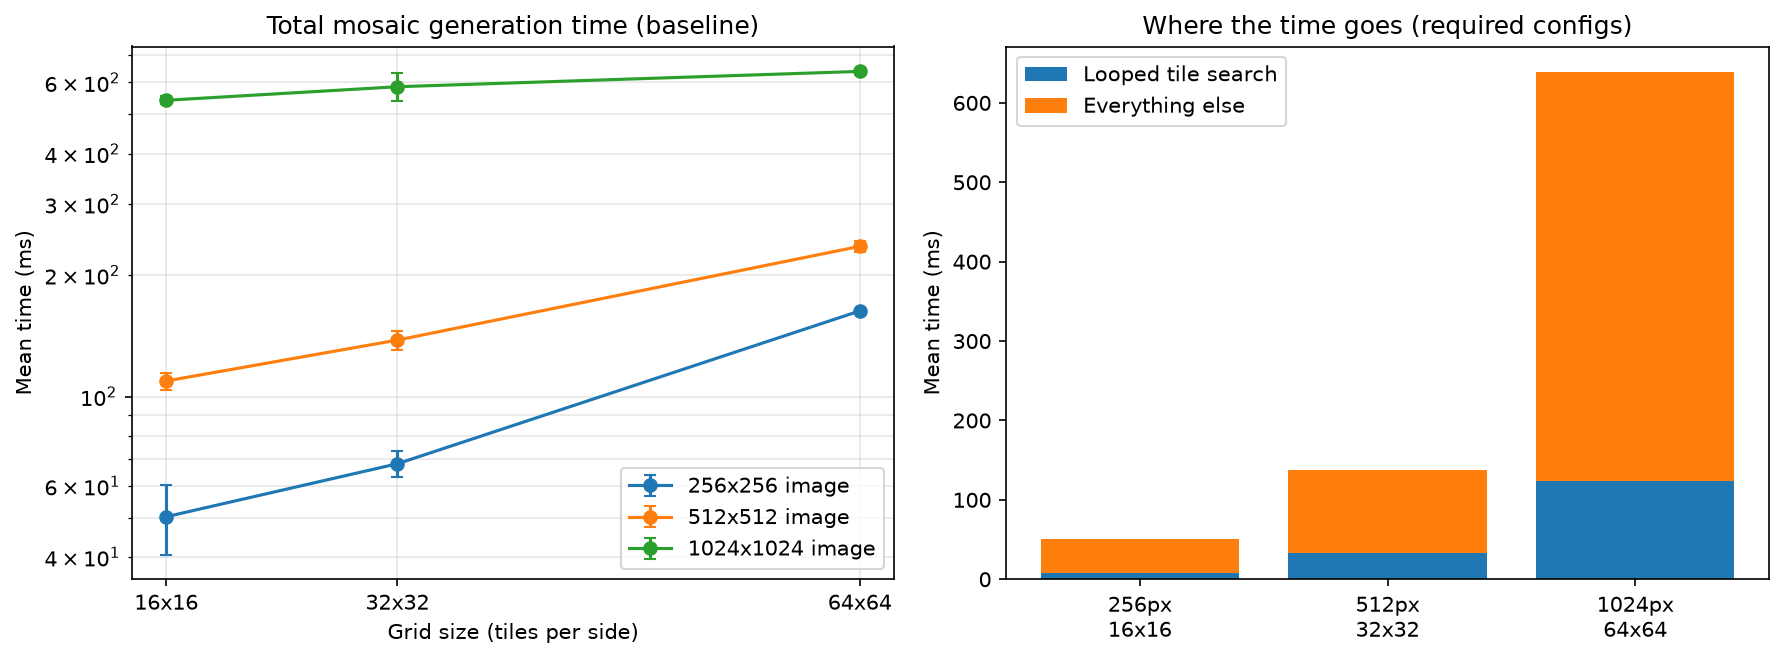 Total mosaic generation time (baseline)
Mean time (ms)
6 × 10²
4 × 10²
3 × 10²
2 × 10²
10²
6 × 10¹
4 × 10¹
256x256 image
512x512 image
1024x1024 image
16x16
32x32
64x64
Grid size (tiles per side)
Where the time goes (required configs)
Looped tile search
Everything else
Mean time (ms)
600
500
400
300
200
100
0
256px
16x16
512px
32x32
1024px
64x64